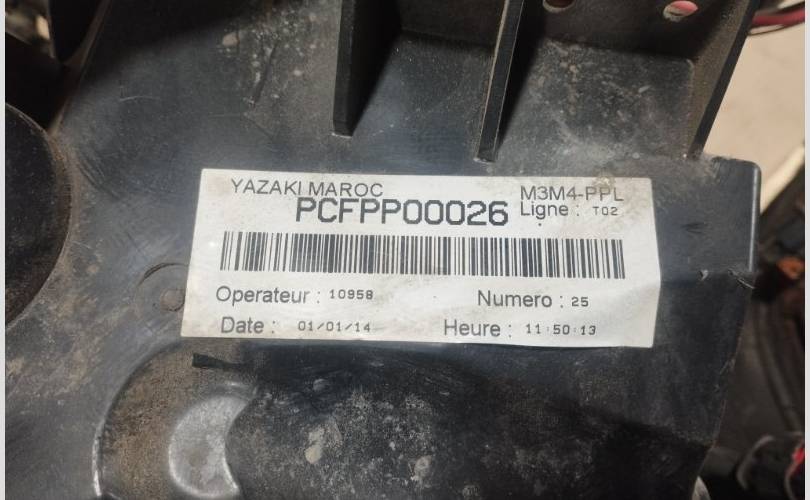 YAZAKI MAROC M3M4-PPL
PCFPP00026 Ligne : T02
Operateur : 10958 Numero : 25
Date : 01/01/14 Heure : 11:50:13